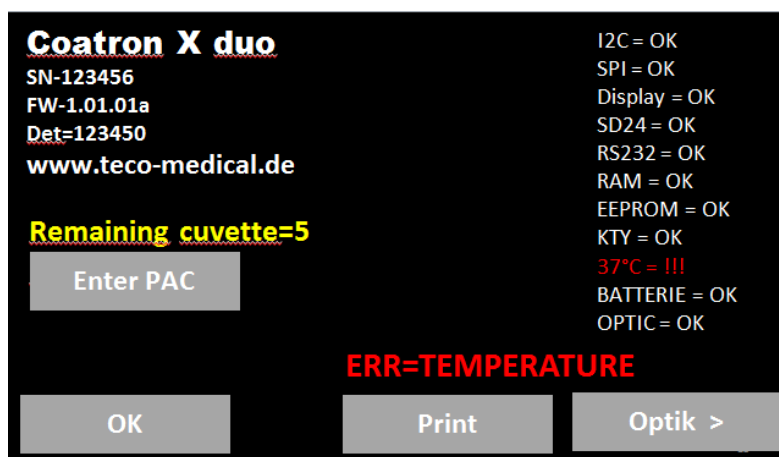 Coatron X duo
SN-123456
FW-1.01.01a
Det=123450
www.teco-medical.de
Remaining cuvette=5
Enter PAC
I2C = OK
SPI = OK
Display = OK
SD24 = OK
RS232 = OK
RAM = OK
EEPROM = OK
KTY = OK
37°C = !!!
BATTERIE = OK
OPTIC = OK
ERR=TEMPERATURE
OK
Print
Optik >